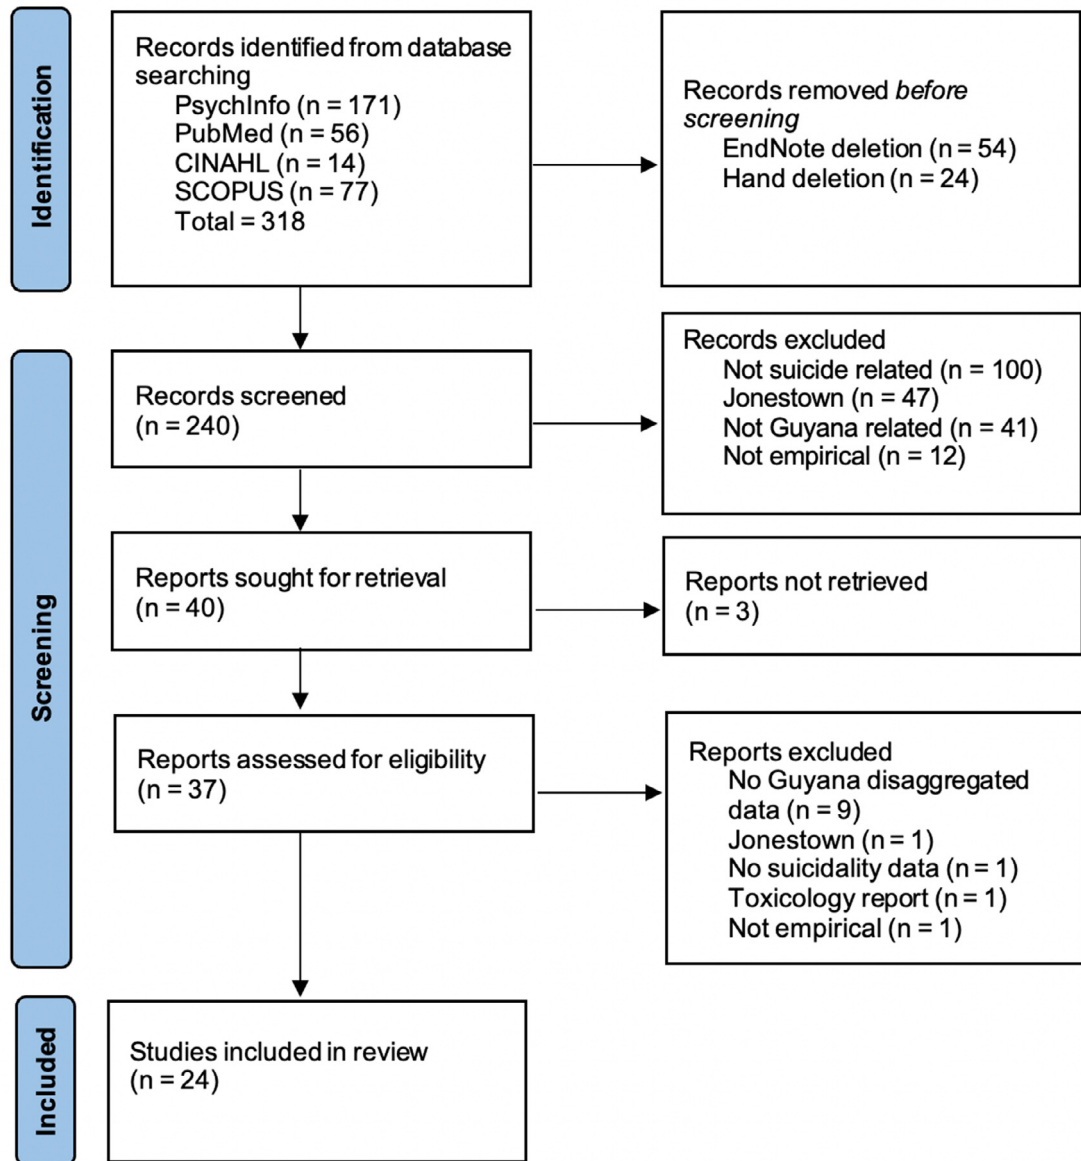 Identification
Records identified from database
searching
PsychInfo (n = 171)
PubMed (n = 56)
CINAHL (n = 14)
SCOPUS (n = 77)
Total = 318
Records removed before
screening
EndNote deletion (n = 54)
Hand deletion (n = 24)
Screening
Records screened
(n = 240)
Records excluded
Not suicide related (n = 100)
Jonestown (n = 47)
Not Guyana related (n = 41)
Not empirical (n = 12)
Reports sought for retrieval
(n = 40)
Reports not retrieved
(n = 3)
Reports assessed for eligibility
(n = 37)
Reports excluded
No Guyana disaggregated
data (n = 9)
Jonestown (n = 1)
No suicidality data (n = 1)
Toxicology report (n = 1)
Not empirical (n = 1)
Included
Studies included in review
(n = 24)